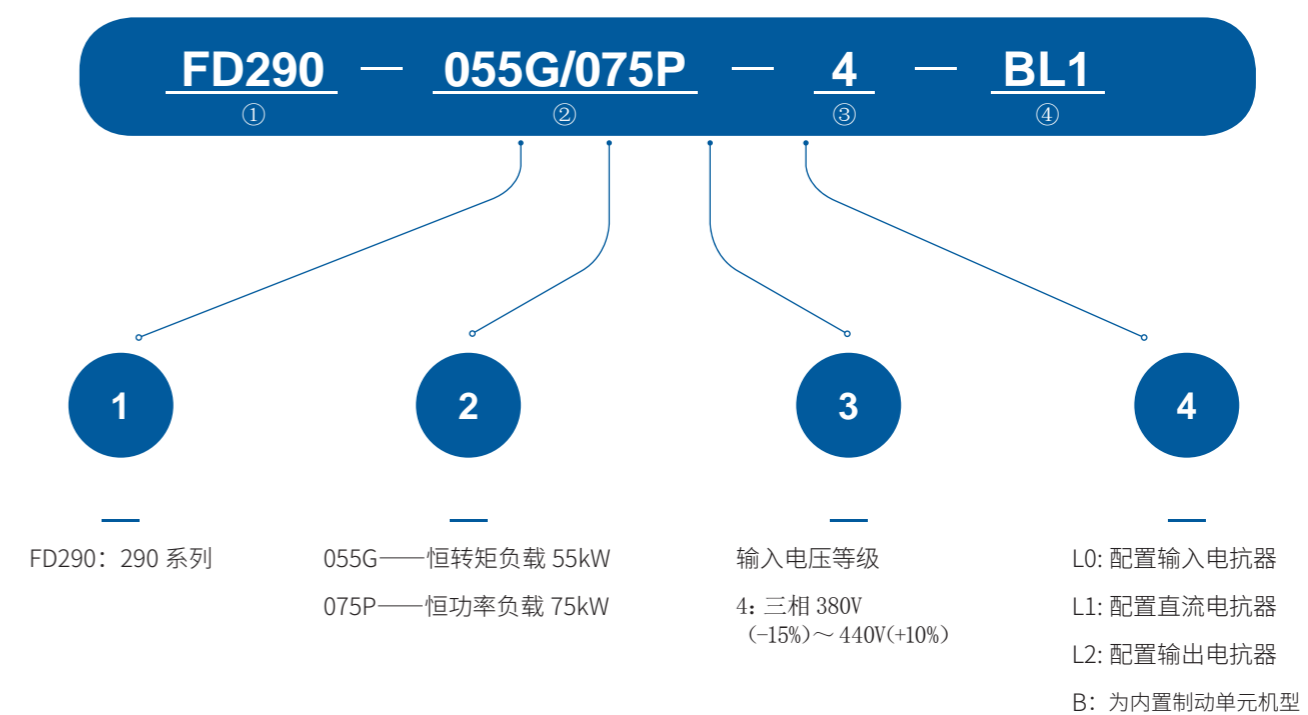 FD290 — 055G/075P — 4 — BL1
① ② ③ ④
1 2 3 4
FD290：290 系列
055G——恒转矩负载 55kW
075P——恒功率负载 75kW
输入电压等级
4: 三相 380V
(-15%)～ 440V(+10%)
L0: 配置输入电抗器
L1: 配置直流电抗器
L2: 配置输出电抗器
B：为内置制动单元机型